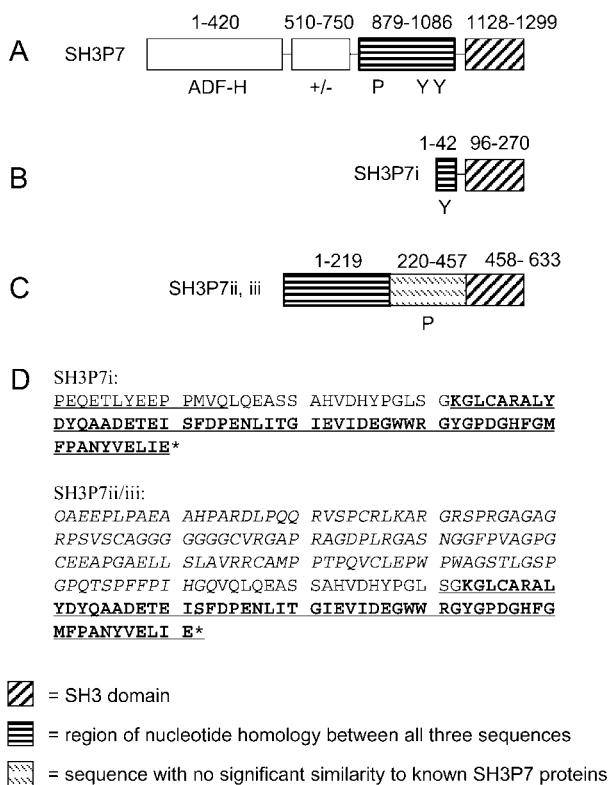 1-420 510-750 879-1086 1128-1299
A SH3P7
ADF-H +/- P Y Y
1-42 96-270
B SH3P7i
Y
1-219 220-457 458- 633
C SH3P7ii, iii
P
D SH3P7i:
PEQETLYEEP PMVQLQEASS AHVDHYPGLS GKGLCARALY
DYQAADETEI SFDPENLITG IEVIDEGWWR GYGPDGHFGM
FPANYVELIE*
SH3P7ii/iii:
OAEEPLPAEA AHPARDLPQQ RVSPCRLKAR GRSPRGAGAG
RPSVSCAGGG GGGGCVRGAP RAGDPLRGAS NGGFPVAGPG
CEEAPGAELL SLAVRRCAMP PTPQVCLEPW PWAGSTLGSP
GPQTSPFFPI HGQVQLQEAS SAHVDHYPGL SGKGLCARAL
YDYQAADETE ISFDPENLIT GIEVIDEGWW RGYGPDGHFG
MFPANYVELI E*
= SH3 domain
= region of nucleotide homology between all three sequences
= sequence with no significant similarity to known SH3P7 proteins